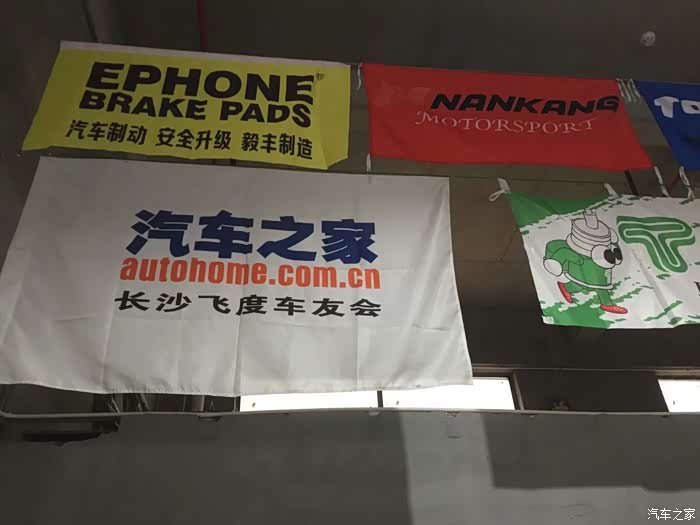 EPHONE
BRAKE PADS
汽车制动 安全升级 毅丰制造
NANKANG
MOTORSPORT
汽车之家
autohome.com.cn
长沙飞度车友会
T
汽车之家